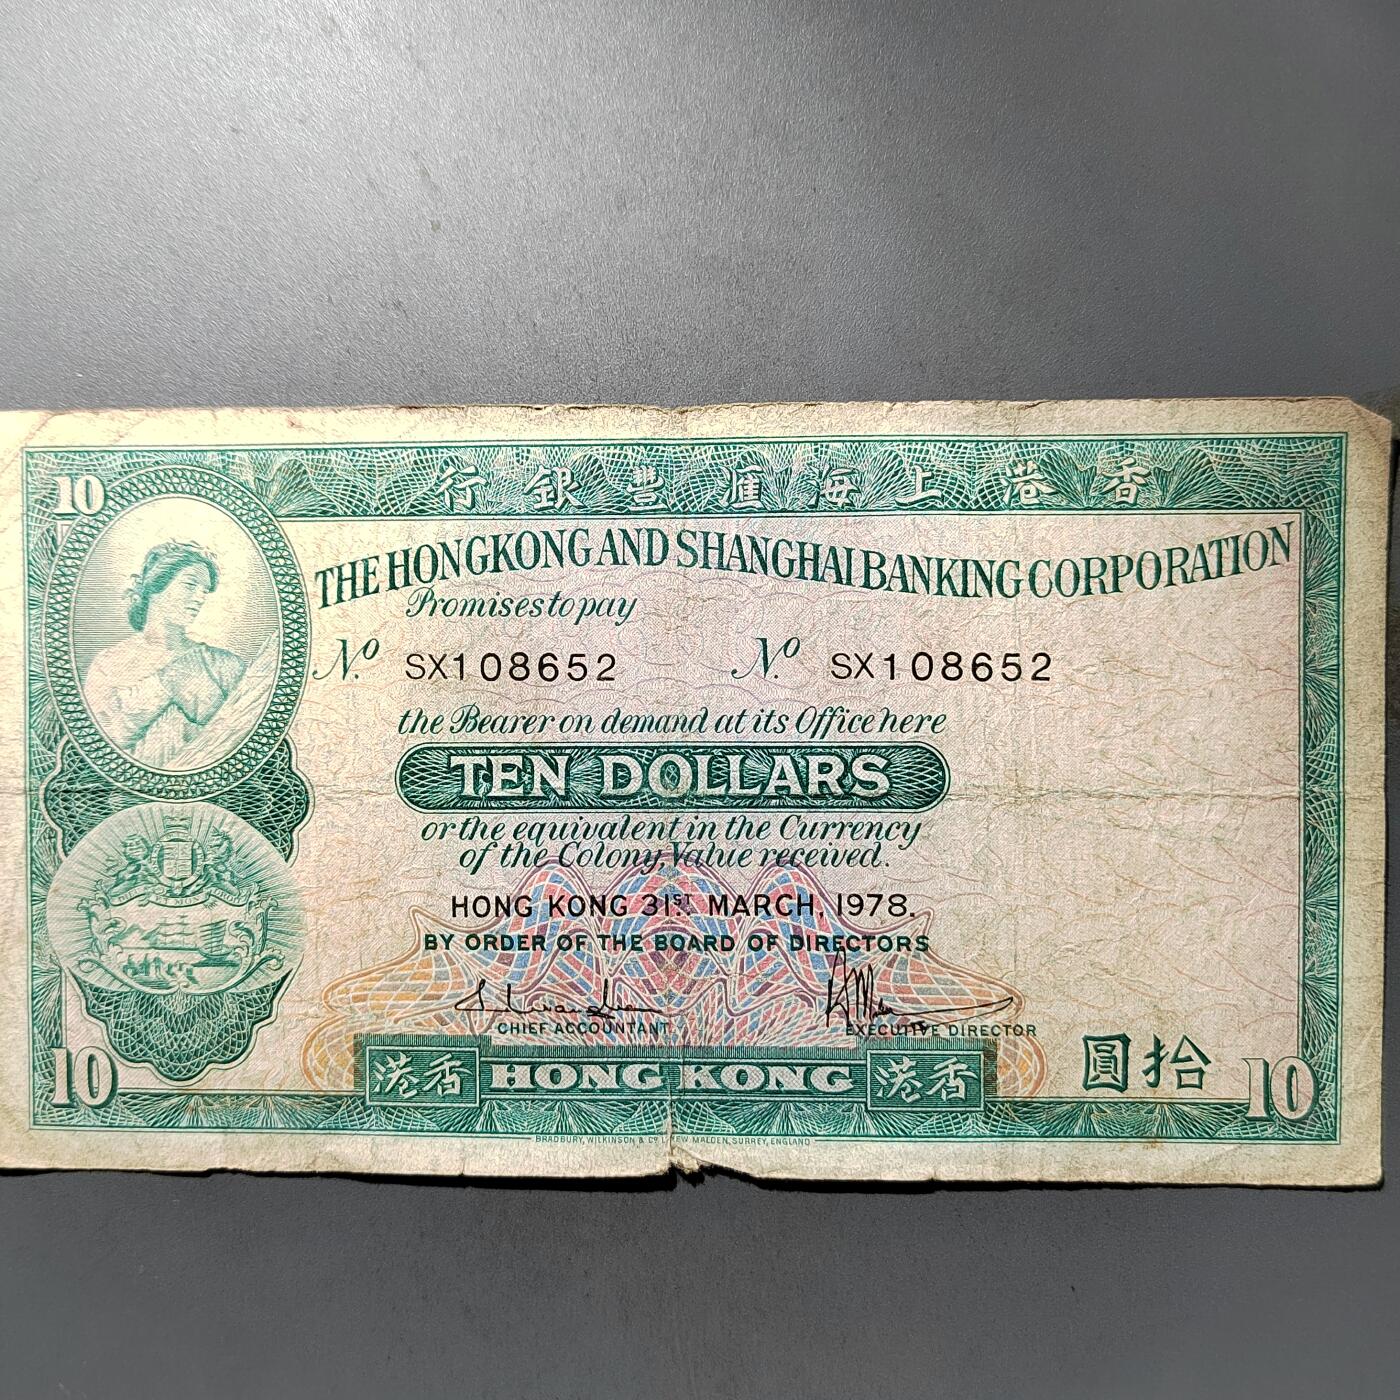 10
行銀豐滙海上港香
THE HONGKONG AND SHANGHAI BANKING CORPORATION
Promises to pay
Nº. SX108652 Nº. SX108652
the Bearer on demand at its Office here
TEN DOLLARS
or the equivalent in the Currency
of the Colony, Value received.
HONG KONG 31ST MARCH, 1978.
BY ORDER OF THE BOARD OF DIRECTORS
CHIEF ACCOUNTANT EXECUTIVE DIRECTOR
10 港香 HONG KONG 港香 圓拾 10
BRADBURY, WILKINSON & Co. NEW MALDEN, SURREY, ENGLAND